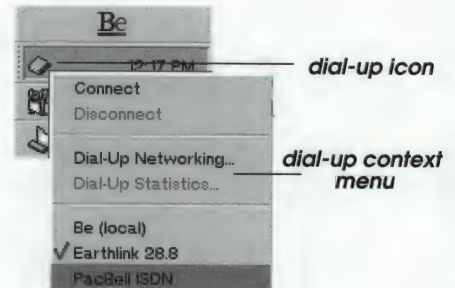 Be
12:17 PM
dial-up icon
Connect
Disconnect
Dial-Up Networking...
Dial-Up Statistics...
dial-up context
menu
Be (local)
Earthlink 28.8
PacBell ISDN